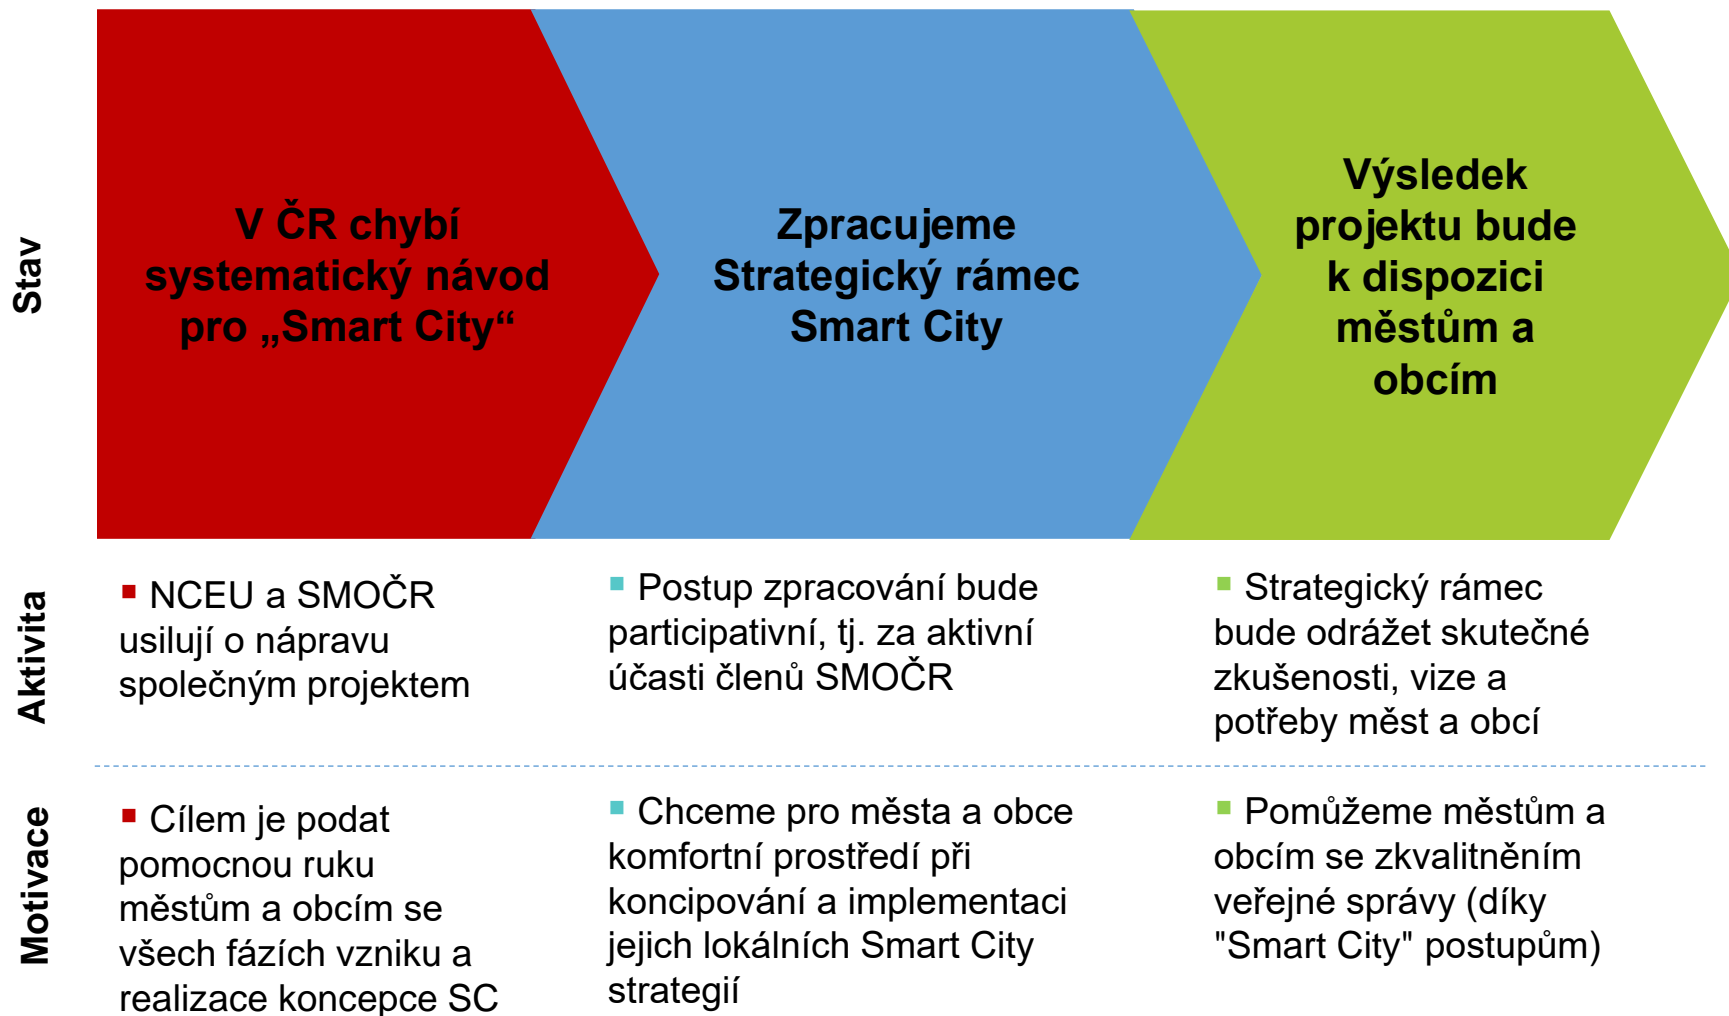 Stav
V ČR chybí
systematický návod
pro „Smart City“
Zpracujeme
Strategický rámec
Smart City
Výsledek
projektu bude
k dispozici
městům a
obcím
Aktivita
▪ NCEU a SMOČR
usilují o nápravu
společným projektem
▪ Postup zpracování bude
participativní, tj. za aktivní
účasti členů SMOČR
▪ Strategický rámec
bude odrážet skutečné
zkušenosti, vize a
potřeby měst a obcí
Motivace
▪ Cílem je podat
pomocnou ruku
městům a obcím se
všech fázích vzniku a
realizace koncepce SC
▪ Chceme pro města a obce
komfortní prostředí při
koncipování a implementaci
jejich lokálních Smart City
strategií
▪ Pomůžeme městům a
obcím se zkvalitněním
veřejné správy (díky
"Smart City" postupům)